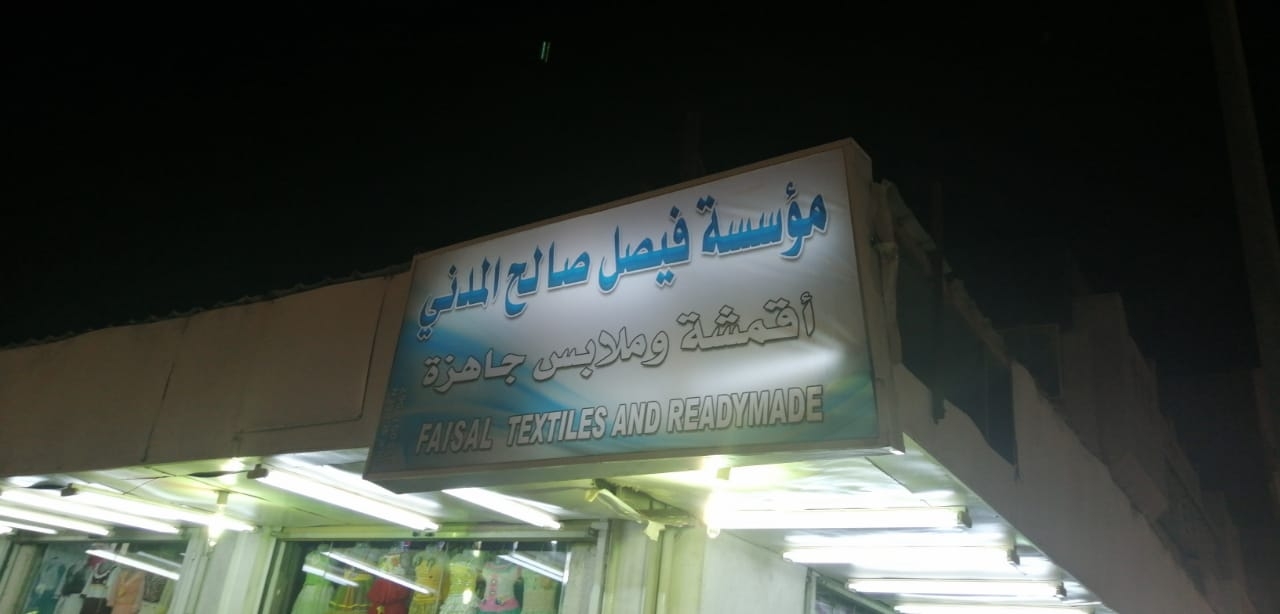 مؤسسة فيصل صالح المدني
أقمشة وملابس جاهزة
FAISAL TEXTILES AND READYMADE